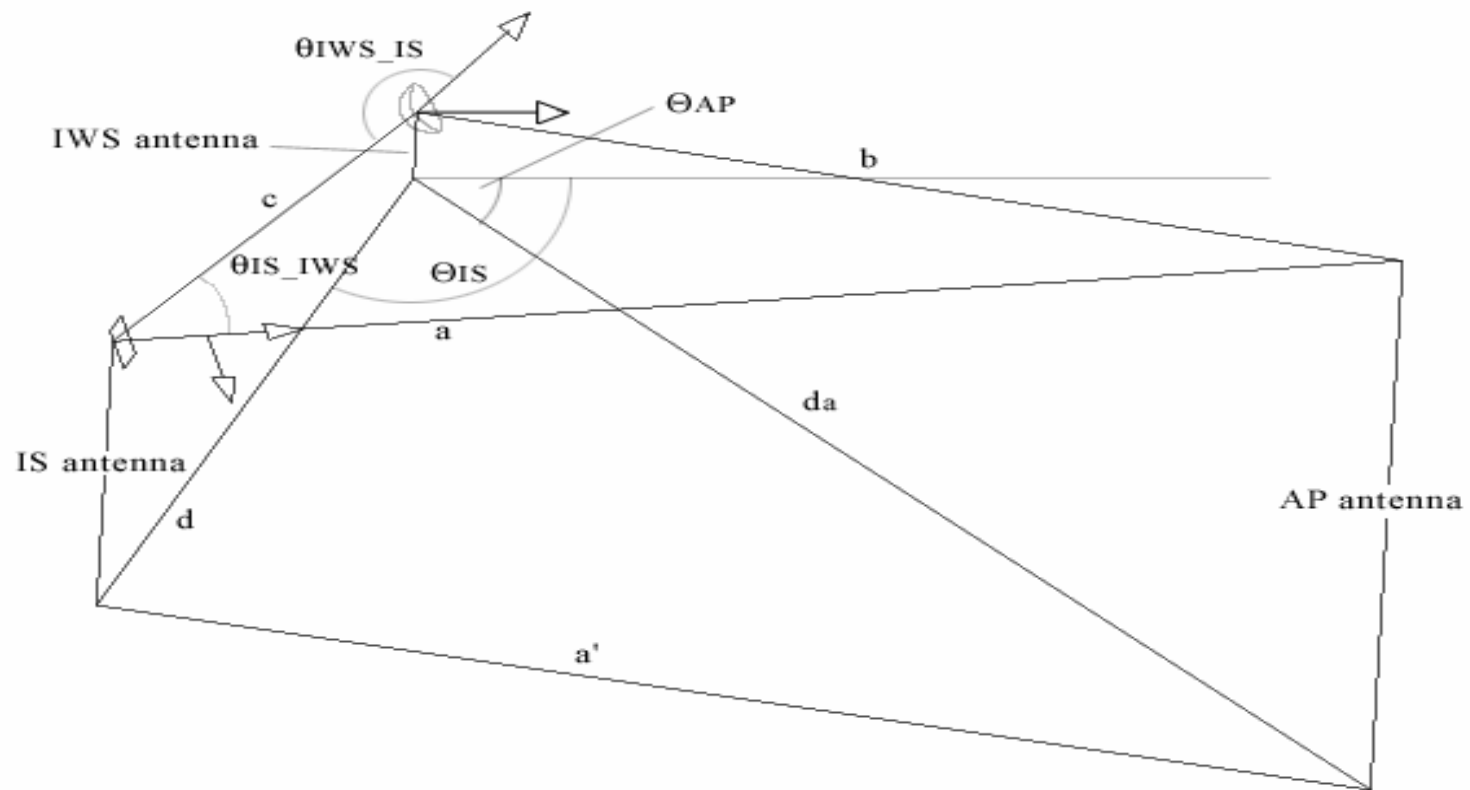 θIWS_IS
ΘAP
IWS antenna
b
c
θIS_IWS
ΘIS
a
da
IS antenna
d
AP antenna
a'